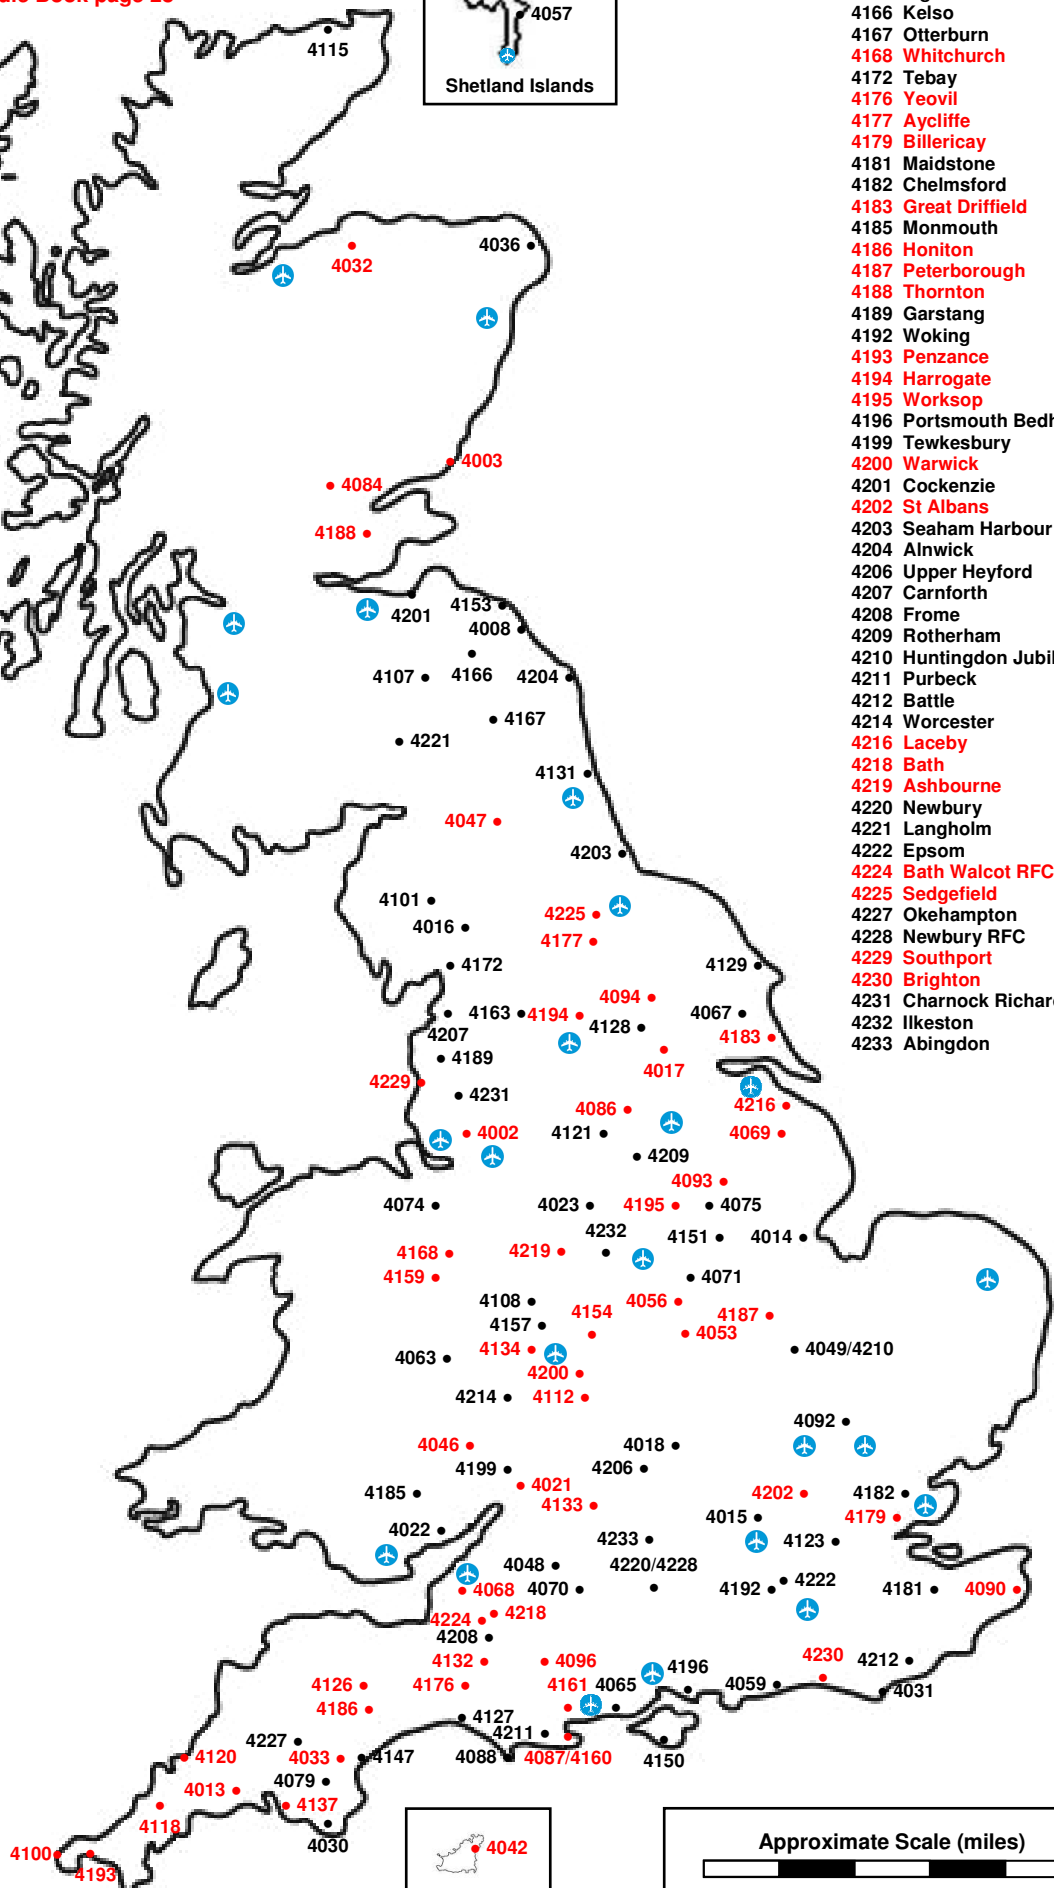 4057
Shetland Islands
4115
4036
4032
4003
4084
4188
4201
4153
4008
4166
4107
4204
4167
4221
4131
4047
4203
4101
4016
4225
4177
4172
4129
4094
4163
4194
4128
4067
4207
4183
4189
4017
4229
4231
4086
4216
4002
4121
4069
4209
4093
4074
4023
4195
4075
4232
4151
4014
4168
4219
4159
4071
4108
4056
4154
4187
4157
4053
4134
4049/4210
4063
4200
4214
4112
4092
4046
4018
4199
4206
4021
4185
4202
4182
4133
4015
4179
4022
4233
4123
4048
4220/4228
4068
4070
4192
4222
4181
4090
4218
4224
4208
4132
4096
4230
4212
4126
4176
4161
4065
4196
4059
4031
4186
4127
4211
4227
4033
4147
4088
4087/4160
4150
4120
4079
4013
4137
4118
4030
4100
4193
4042
Approximate Scale (miles)
4166 Kelso
4167 Otterburn
4168 Whitchurch
4172 Tebay
4176 Yeovil
4177 Aycliffe
4179 Billericay
4181 Maidstone
4182 Chelmsford
4183 Great Driffield
4185 Monmouth
4186 Honiton
4187 Peterborough
4188 Thornton
4189 Garstang
4192 Woking
4193 Penzance
4194 Harrogate
4195 Worksop
4196 Portsmouth Bedh
4199 Tewkesbury
4200 Warwick
4201 Cockenzie
4202 St Albans
4203 Seaham Harbour
4204 Alnwick
4206 Upper Heyford
4207 Carnforth
4208 Frome
4209 Rotherham
4210 Huntingdon Jubil
4211 Purbeck
4212 Battle
4214 Worcester
4216 Laceby
4218 Bath
4219 Ashbourne
4220 Newbury
4221 Langholm
4222 Epsom
4224 Bath Walcot RFC
4225 Sedgefield
4227 Okehampton
4228 Newbury RFC
4229 Southport
4230 Brighton
4231 Charnock Richar
4232 Ilkeston
4233 Abingdon